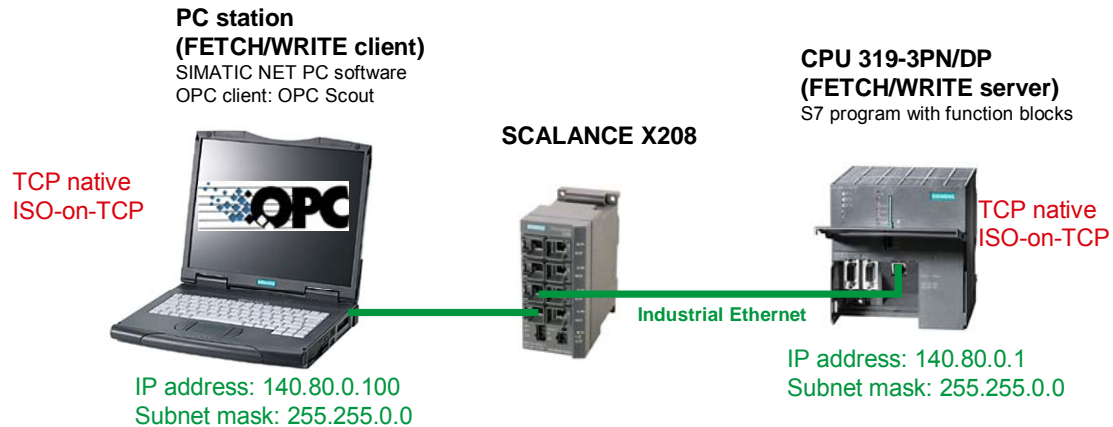 PC station
(FETCH/WRITE client)
SIMATIC NET PC software
OPC client: OPC Scout
CPU 319-3PN/DP
(FETCH/WRITE server)
S7 program with function blocks
SCALANCE X208
TCP native
ISO-on-TCP
OPC
SIEMENS
SIEMENS
SIEMENS
TCP native
ISO-on-TCP
Industrial Ethernet
IP address: 140.80.0.100
Subnet mask: 255.255.0.0
IP address: 140.80.0.1
Subnet mask: 255.255.0.0